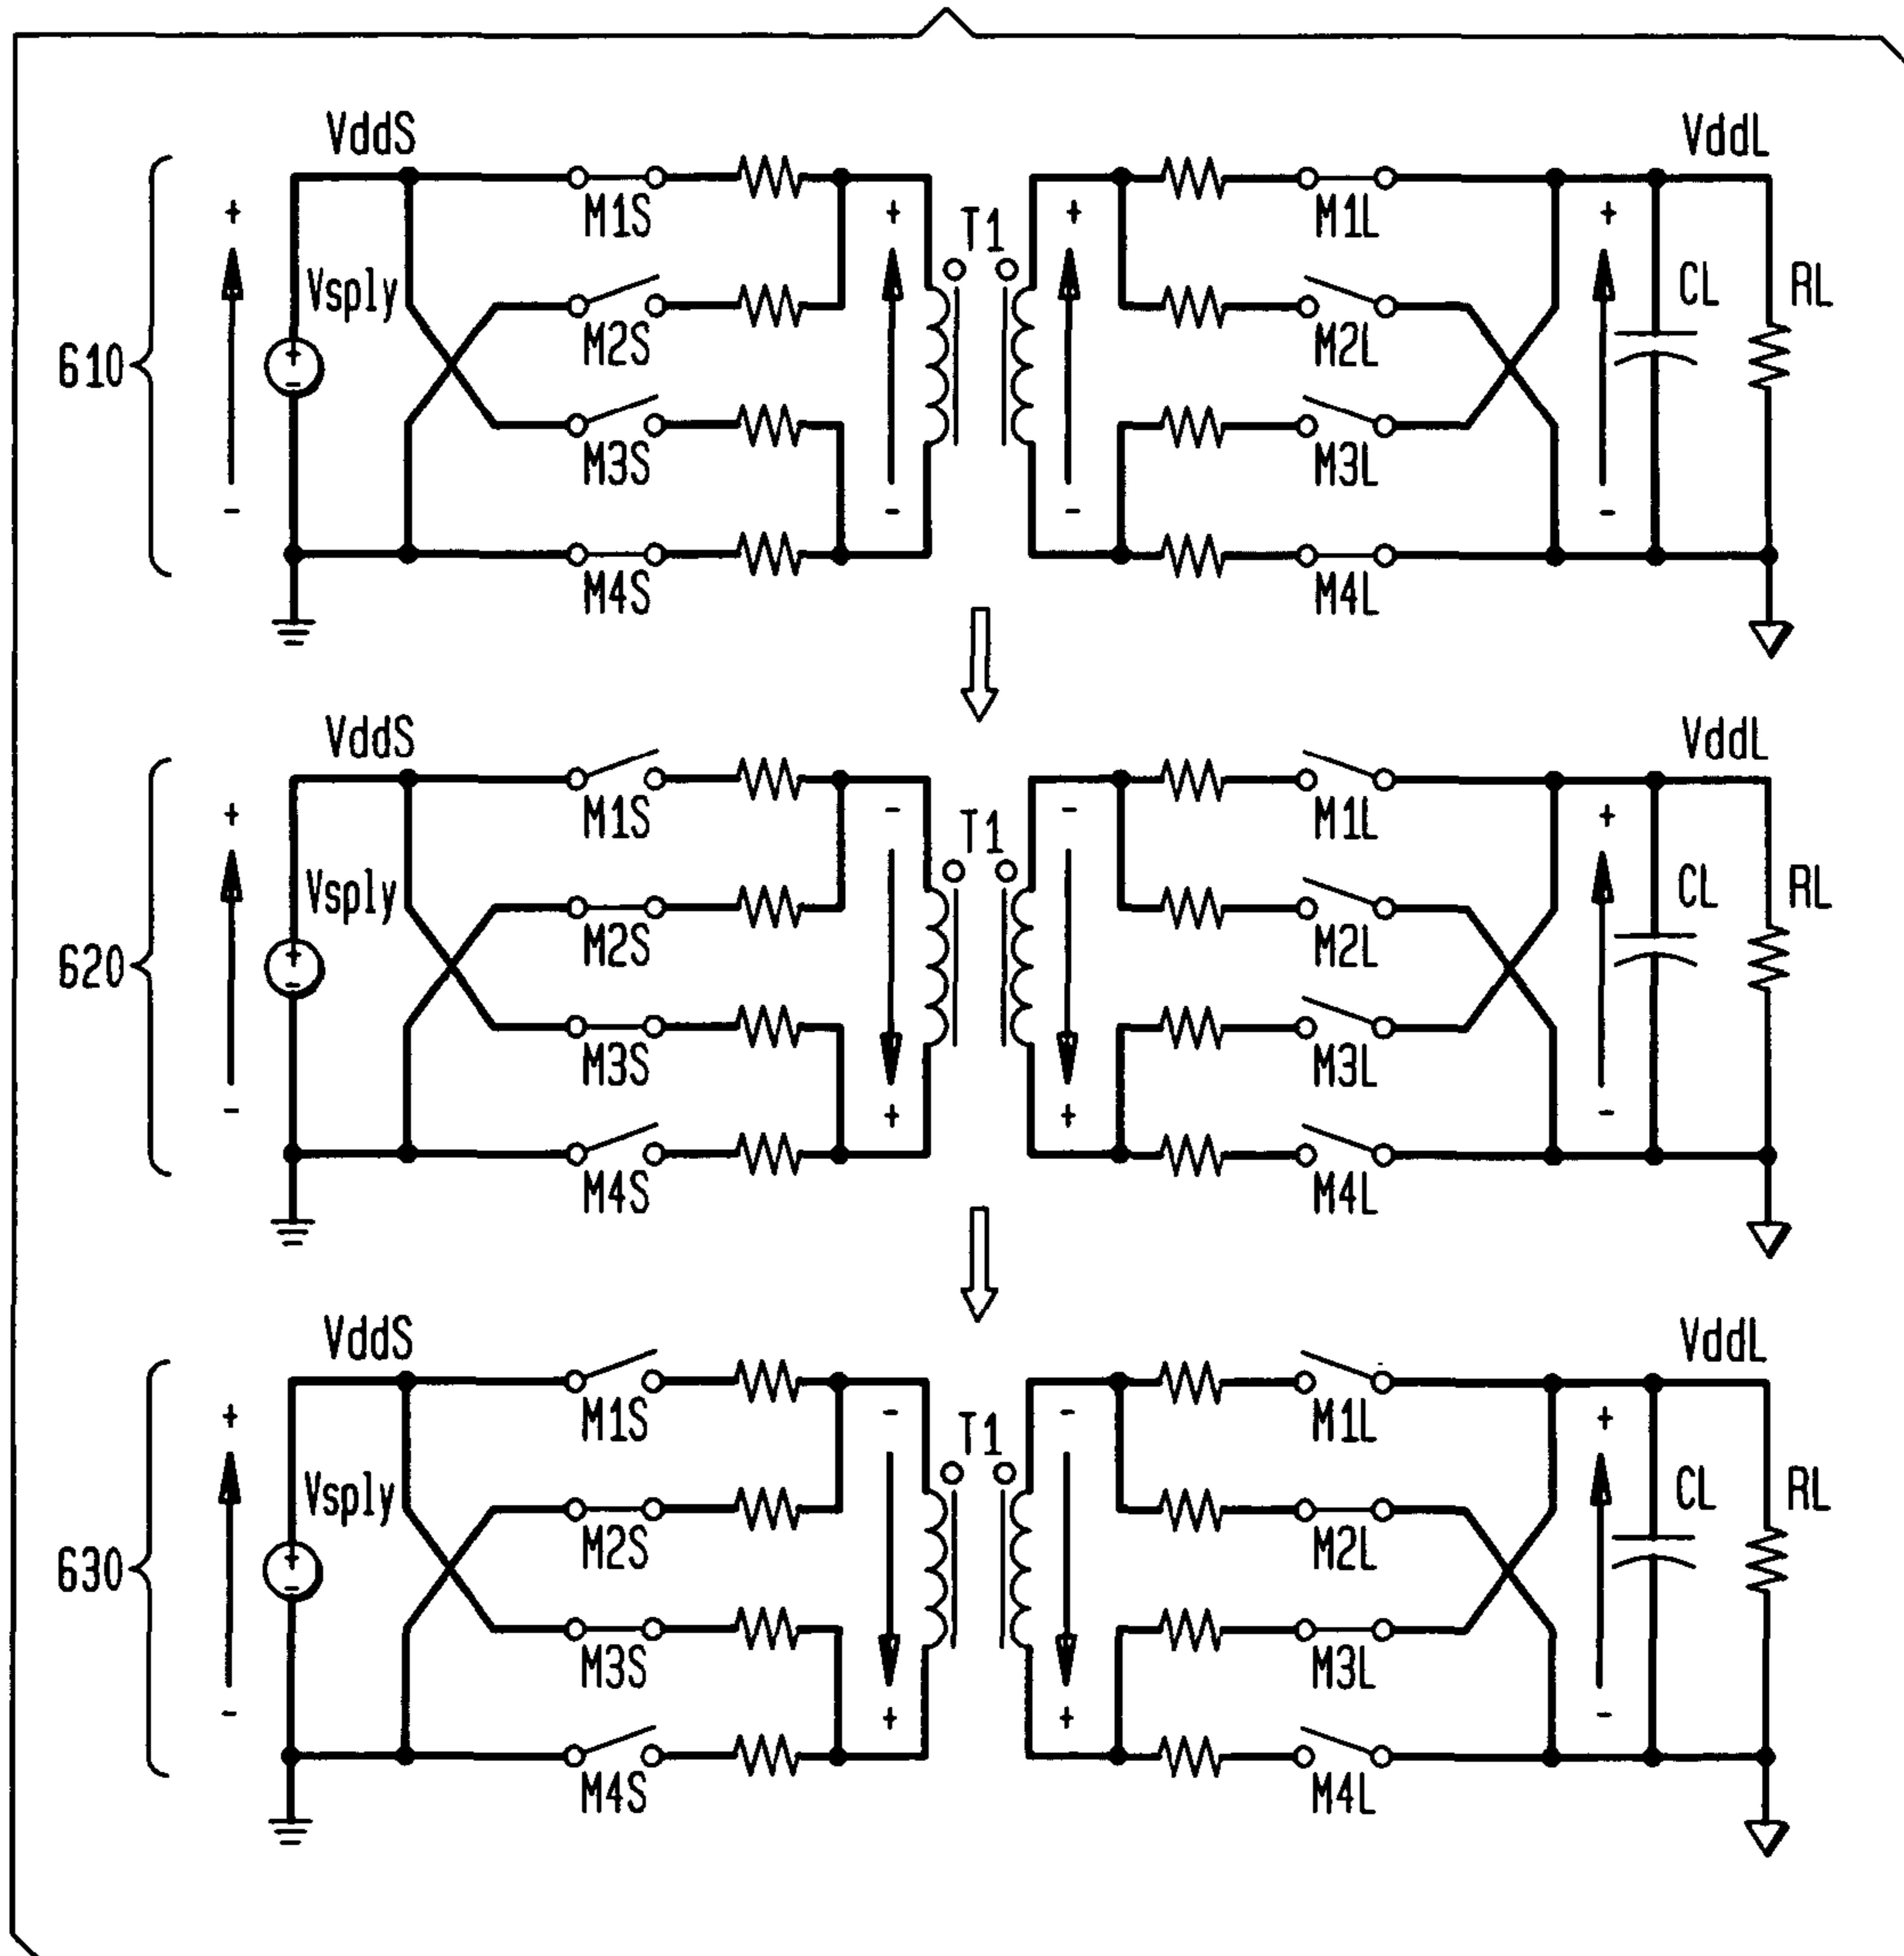 VddS VddL
+ M1S + T1 + M1L +
Vsply CL RL
+
-
610 M2S M2L
M3S M3L
- - - -
M4S M4L
VddS VddL
+ M1S - T1 - M1L +
Vsply CL RL
+
-
620 M2S M2L
M3S M3L
- + + -
M4S M4L
VddS VddL
+ M1S - T1 - M1L +
Vsply CL RL
+
-
630 M2S M2L
M3S M3L
- + + -
M4S M4L